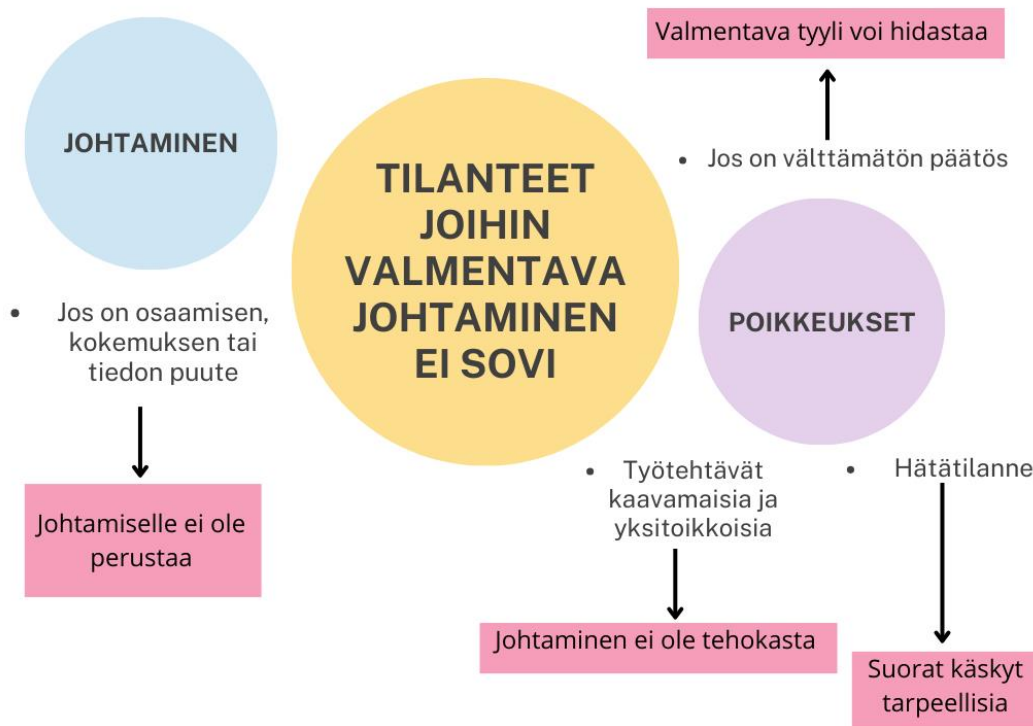 JOHTAMINEN
• Jos on osaamisen,
kokemuksen tai
tiedon puute
Johtamiselle ei ole
perustaa
TILANTEET
JOIHIN
VALMENTAVA
JOHTAMINEN
EI SOVI
Valmentava tyyli voi hidastaa
• Jos on välttämätön päätös
POIKKEUKSET
• Työtehtävät
kaavamaisia ja
yksitoikkoisia
Johtaminen ei ole tehokasta
• Hätätilanne
Suorat käskyt
tarpeellisia